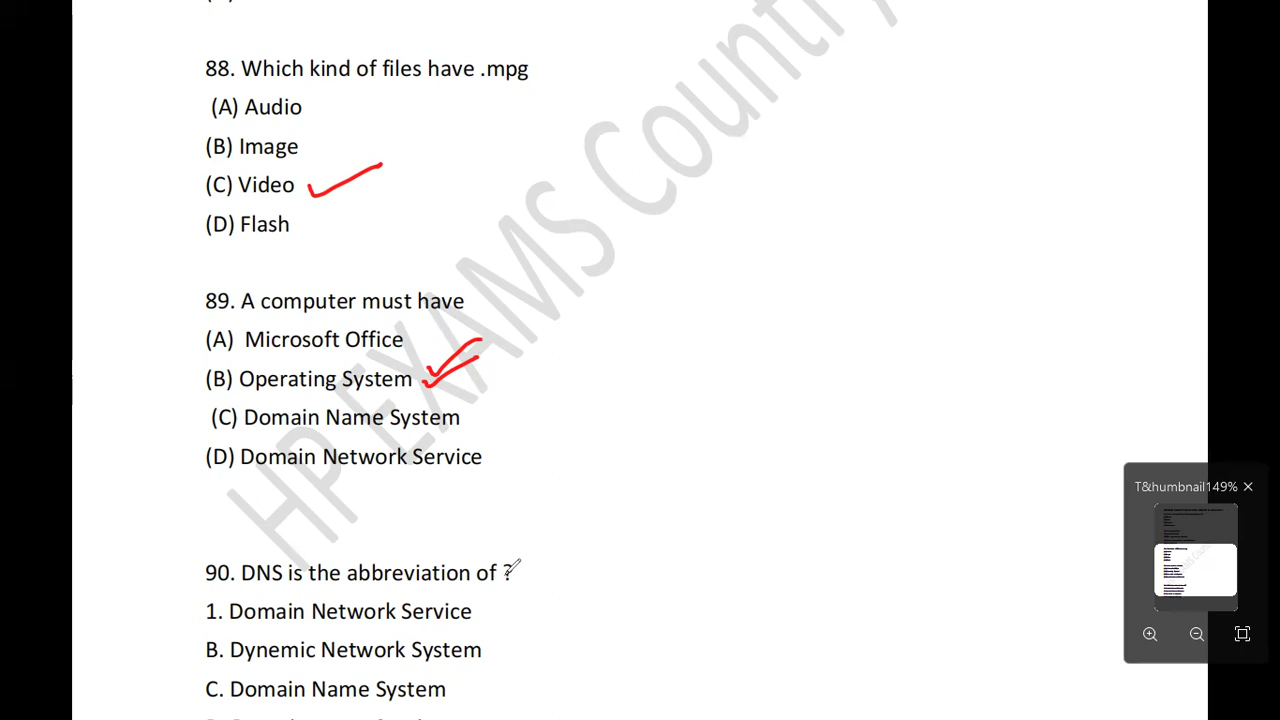 88. Which kind of files have .mpg
(A) Audio
(B) Image
(C) Video
(D) Flash
89. A computer must have
(A) Microsoft Office
(B) Operating System
(C) Domain Name System
(D) Domain Network Service
90. DNS is the abbreviation of ?
1. Domain Network Service
B. Dynemic Network System
C. Domain Name System
HP EXAMS Country
T&humbnail149%